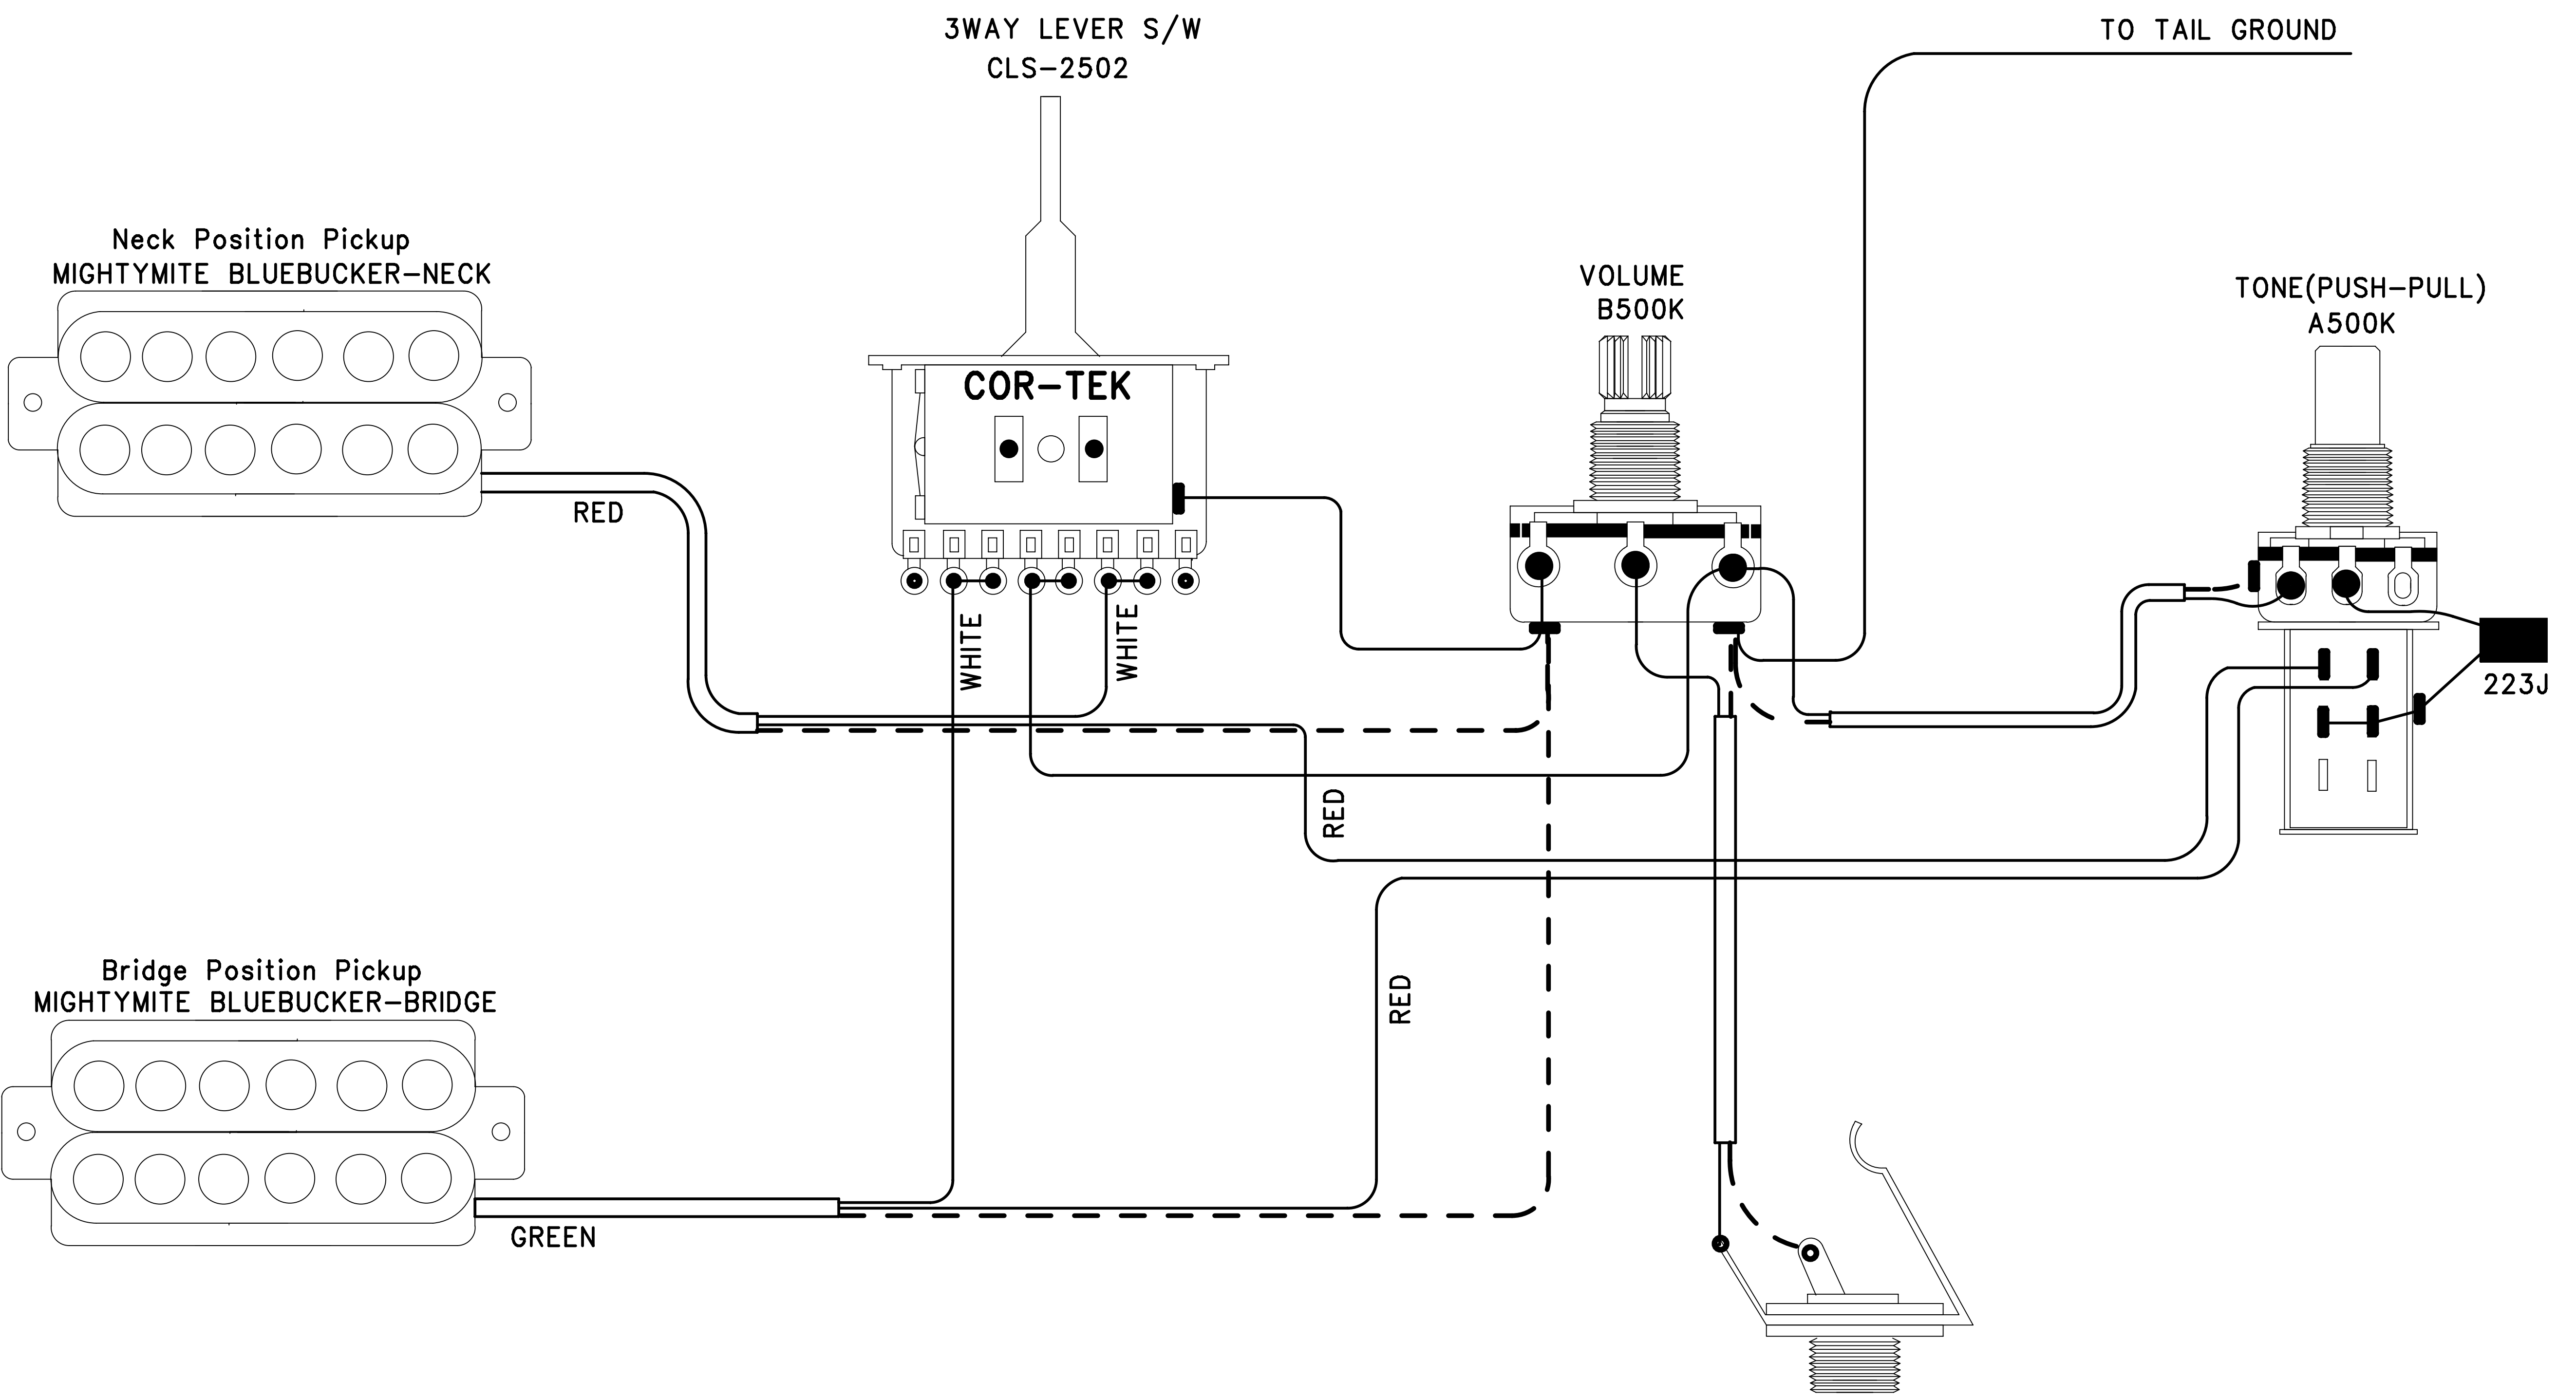 3WAY LEVER S/W
CLS-2502
TO TAIL GROUND
Neck Position Pickup
MIGHTYMITE BLUEBUCKER-NECK
VOLUME
B500K
TONE(PUSH-PULL)
A500K
COR-TEK
RED
WHITE
WHITE
223J
RED
RED
Bridge Position Pickup
MIGHTYMITE BLUEBUCKER-BRIDGE
GREEN